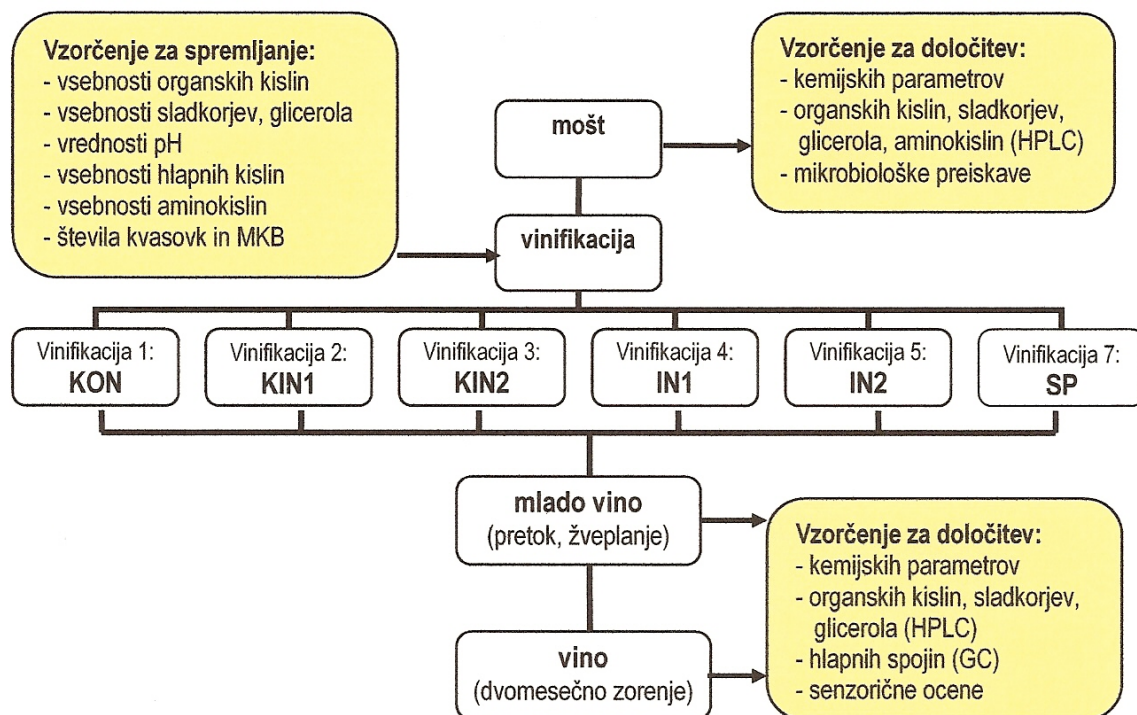 Vzorčenje za spremljanje:
- vsebnosti organskih kislin
- vsebnosti sladkorjev, glicerola
- vrednosti pH
- vsebnosti hlapnih kislin
- vsebnosti aminokislin
- števila kvasovk in MKB
mošt
Vzorčenje za določitev:
- kemijskih parametrov
- organskih kislin, sladkorjev,
glicerola, aminokislin (HPLC)
- mikrobiološke preiskave
vinifikacija
Vinifikacija 1:
KON
Vinifikacija 2:
KIN1
Vinifikacija 3:
KIN2
Vinifikacija 4:
IN1
Vinifikacija 5:
IN2
Vinifikacija 7:
SP
mlado vino
(pretok, žveplanje)
vino
(dvomesečno zorenje)
Vzorčenje za določitev:
- kemijskih parametrov
- organskih kislin, sladkorjev,
glicerola (HPLC)
- hlapnih spojin (GC)
- senzorične ocene